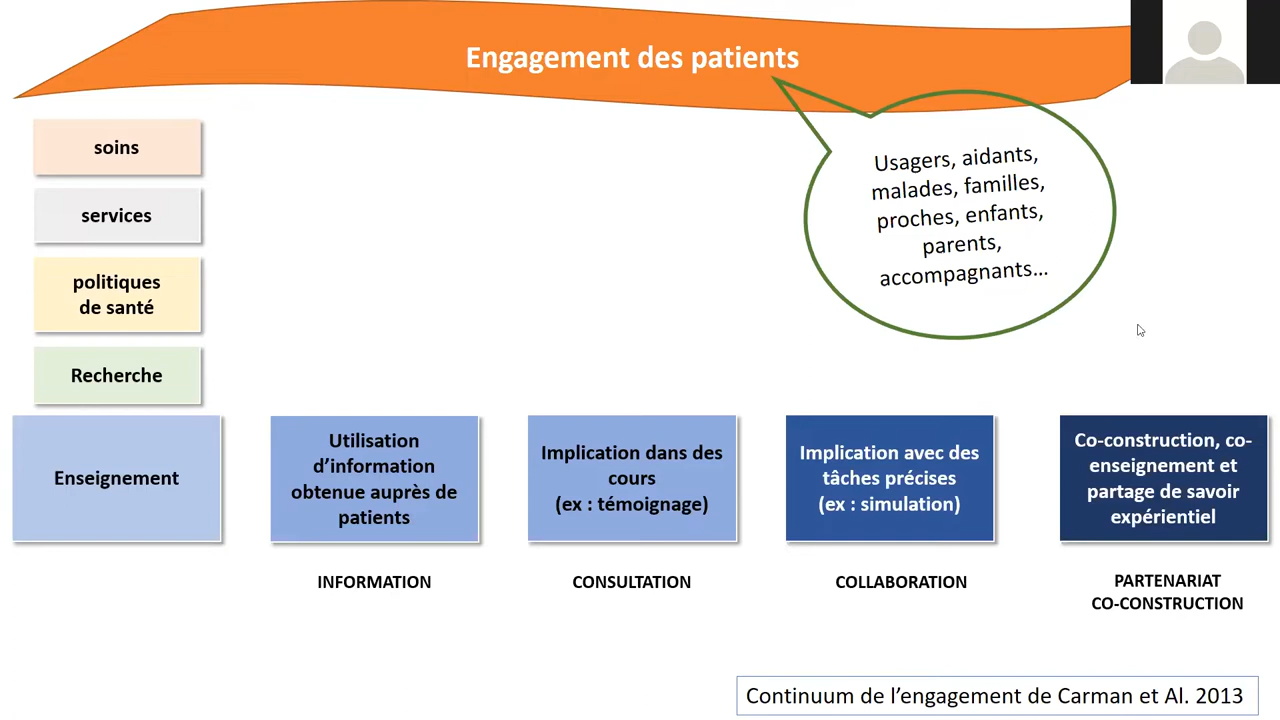 Engagement des patients
Usagers, aidants,
malades, familles,
proches, enfants,
parents,
accompagnants…
soins
services
politiques
de santé
Recherche
Enseignement
Utilisation
d’information
obtenue auprès de
patients
Implication dans des
cours
(ex : témoignage)
Implication avec des
tâches précises
(ex : simulation)
Co-construction, co-
enseignement et
partage de savoir
expérientiel
INFORMATION
CONSULTATION
COLLABORATION
PARTENARIAT
CO-CONSTRUCTION
Continuum de l’engagement de Carman et Al. 2013